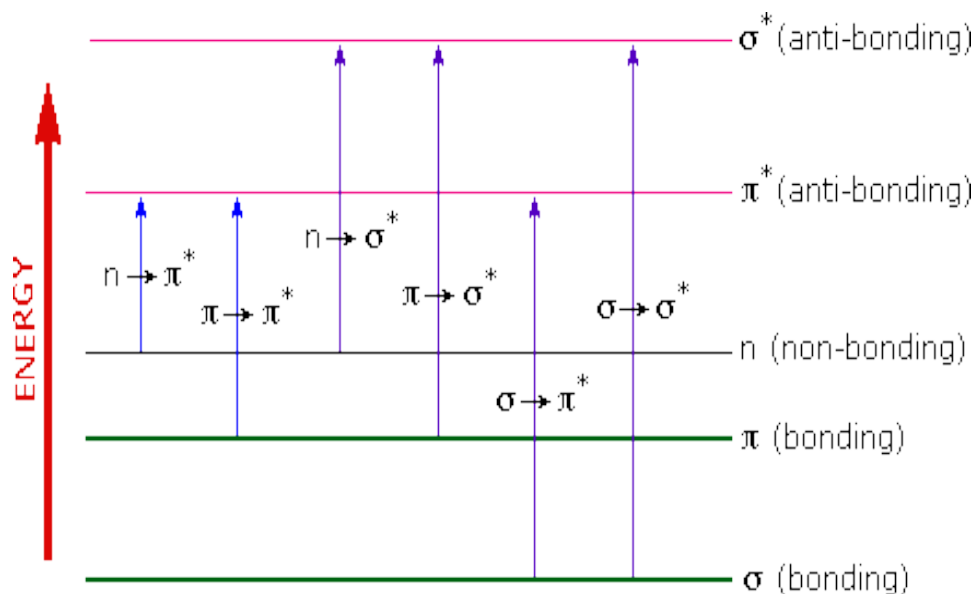 σ* (anti-bonding)
π* (anti-bonding)
n → σ*
n → π*
π → σ*
π → π*
σ → σ*
n (non-bonding)
σ → π*
π (bonding)
σ (bonding)
ENERGY